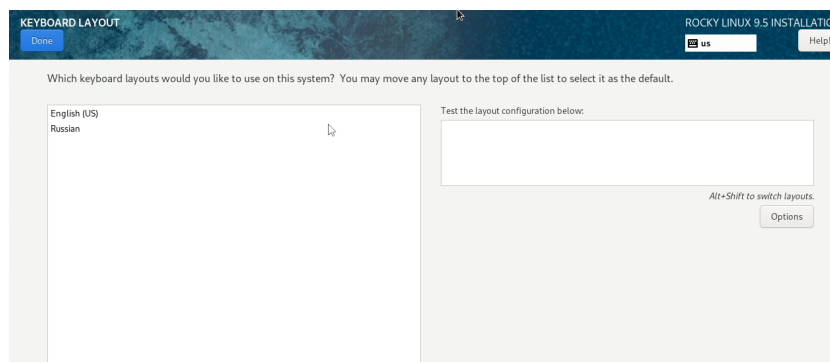 KEYBOARD LAYOUT
ROCKY LINUX 9.5 INSTALLATIO
Done
us
Help!
Which keyboard layouts would you like to use on this system? You may move any layout to the top of the list to select it as the default.
English (US)
Russian
Test the layout configuration below:
Alt+Shift to switch layouts.
Options